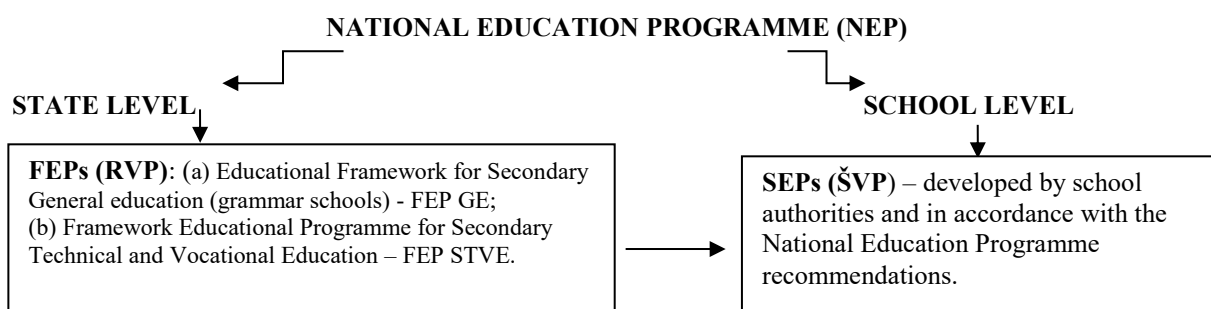 NATIONAL EDUCATION PROGRAMME (NEP)
STATE LEVEL
SCHOOL LEVEL
FEPs (RVP): (a) Educational Framework for Secondary
General education (grammar schools) - FEP GE;
(b) Framework Educational Programme for Secondary
Technical and Vocational Education – FEP STVE.
SEPs (ŠVP) – developed by school
authorities and in accordance with the
National Education Programme
recommendations.